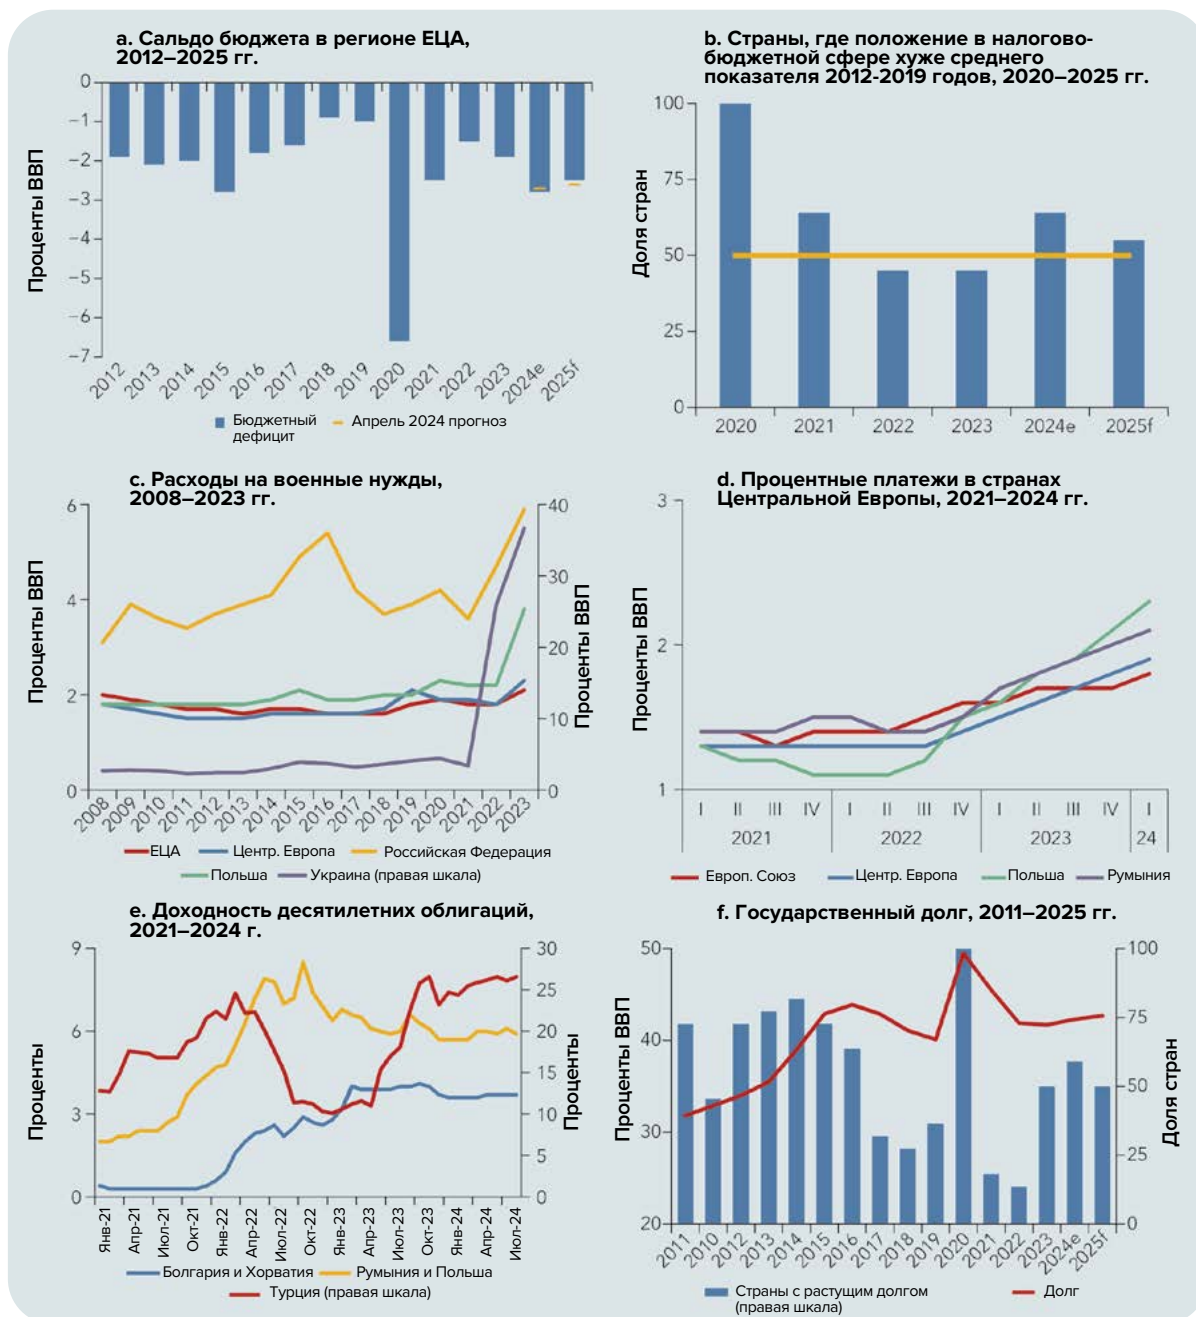 a. Сальдо бюджета в регионе ЕЦА,
2012–2025 гг.
Проценты ВВП
0
−1
−2
−3
−4
−5
−6
−7
2012
2013
2014
2015
2016
2017
2018
2019
2020
2021
2022
2023
2024e
2025f
Бюджетный
дефицит
Апрель 2024 прогноз
b. Страны, где положение в налогово-
бюджетной сфере хуже среднего
показателя 2012-2019 годов, 2020–2025 гг.
Доля стран
100
75
50
25
0
2020
2021
2022
2023
2024e
2025f
c. Расходы на военные нужды,
2008–2023 гг.
Проценты ВВП
6
4
2
0
40
30
20
10
0
Проценты ВВП
2008
2009
2010
2011
2012
2013
2014
2015
2016
2017
2018
2019
2020
2021
2022
2023
ЕЦА
Центр. Европа
Российская Федерация
Польша
Украина (правая шкала)
d. Процентные платежи в странах
Центральной Европы, 2021–2024 гг.
Проценты ВВП
3
2
1
I II III IV I II III IV I II III IV I
2021 2022 2023 24
Европ. Союз
Центр. Европа
Польша
Румыния
e. Доходность десятилетних облигаций,
2021–2024 г.
Проценты
9
6
3
0
30
25
20
15
10
5
0
Проценты
Янв-21
Апр-21
Июл-21
Окт-21
Янв-22
Апр-22
Июл-22
Окт-22
Янв-23
Апр-23
Июл-23
Окт-23
Янв-24
Апр-24
Июл-24
Болгария и Хорватия
Румыния и Польша
Турция (правая шкала)
f. Государственный долг, 2011–2025 гг.
Проценты ВВП
50
40
30
20
100
75
50
25
0
Доля стран
2011
2010
2012
2013
2014
2015
2016
2017
2018
2019
2020
2021
2022
2023
2024e
2025f
Страны с растущим долгом
(правая шкала)
Долг